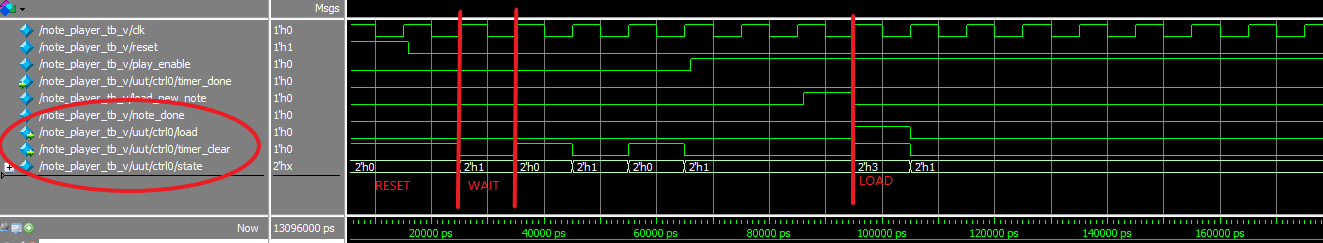 Msgs
/note_player_tb_v/clk 1'h0
/note_player_tb_v/reset 1'h1
/note_player_tb_v/play_enable 1'h0
/note_player_tb_v/uut/ctrl0/timer_done 1'h0
/note_player_tb_v/load_new_note 1'h0
/note_player_tb_v/note_done 1'h0
/note_player_tb_v/uut/ctrl0/load 1'h0
/note_player_tb_v/uut/ctrl0/timer_clear 1'h0
/note_player_tb_v/uut/ctrl0/state 2'hx 2'h0 2'h1 2'h0 2'h1 2'h0 2'h1 2'h3 2'h1
RESET WAIT LOAD
Now 13096000 ps 20000 ps 40000 ps 60000 ps 80000 ps 100000 ps 120000 ps 140000 ps 160000 ps